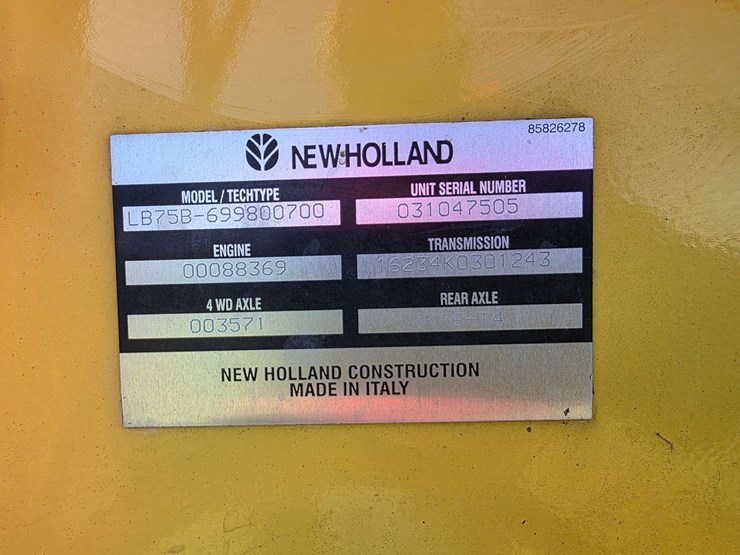 85826278
NEW HOLLAND
MODEL / TECHTYPE
LB75B-699800700
UNIT SERIAL NUMBER
031047505
ENGINE
00088369
TRANSMISSION
16234K0301243
4 WD AXLE
003571
REAR AXLE
NEW HOLLAND CONSTRUCTION
MADE IN ITALY